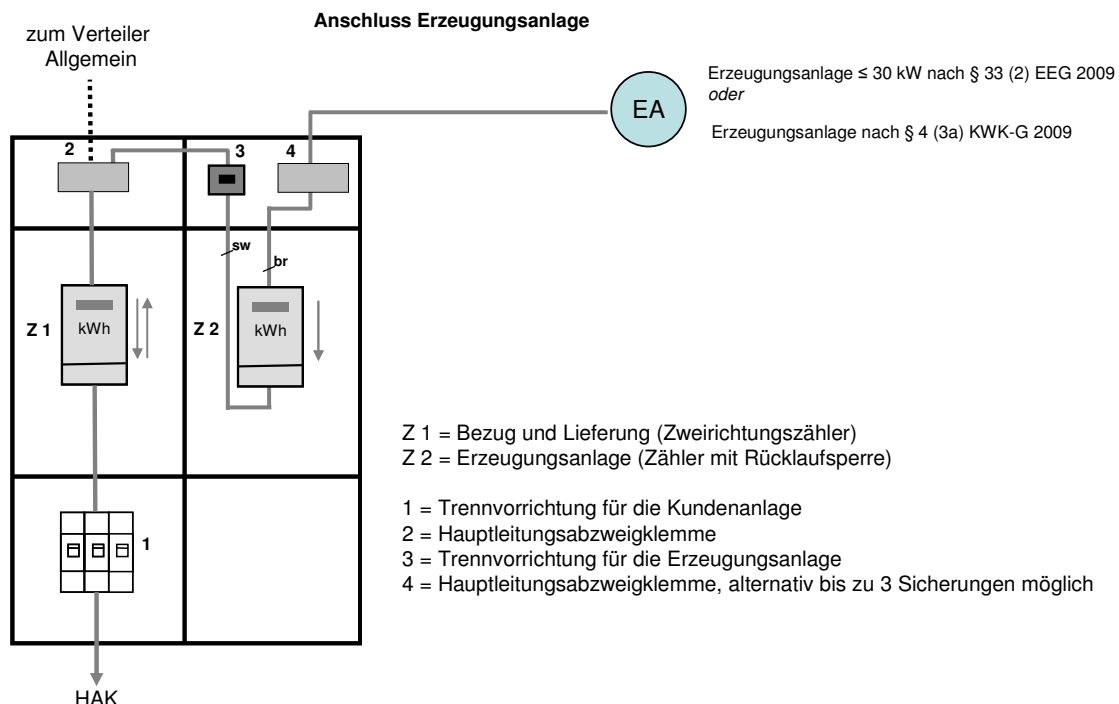 Anschluss Erzeugungsanlage
zum Verteiler
Allgemein
EA
Erzeugungsanlage ≤ 30 kW nach § 33 (2) EEG 2009
oder
Erzeugungsanlage nach § 4 (3a) KWK-G 2009
2
3
4
sw
br
Z 1
kWh
Z 2
kWh
Z 1 = Bezug und Lieferung (Zweirichtungszähler)
Z 2 = Erzeugungsanlage (Zähler mit Rücklaufsperre)
1 = Trennvorrichtung für die Kundenanlage
2 = Hauptleitungsabzweigklemme
3 = Trennvorrichtung für die Erzeugungsanlage
4 = Hauptleitungsabzweigklemme, alternativ bis zu 3 Sicherungen möglich
1
HAK